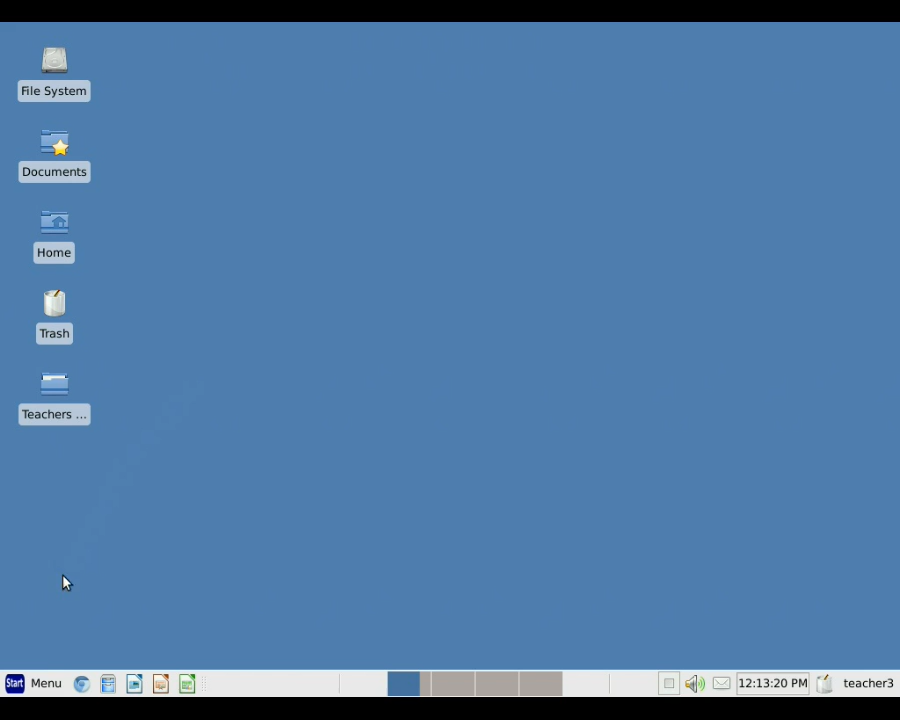 File System
Documents
Home
Trash
Teachers ...
Start Menu
12:13:20 PM
teacher3